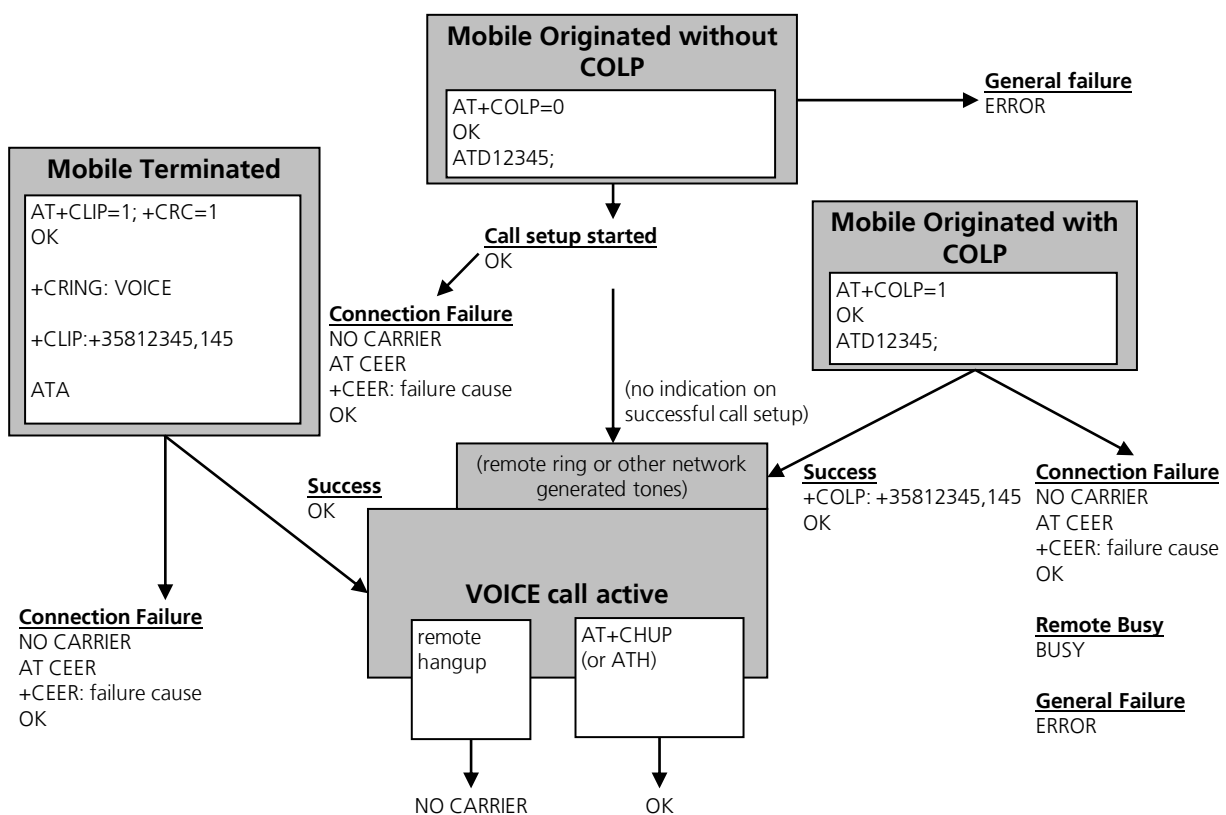 Mobile Originated without
COLP
AT+COLP=0
OK
ATD12345;
General failure
ERROR
Mobile Terminated
AT+CLIP=1; +CRC=1
OK
+CRING: VOICE
+CLIP:+35812345,145
ATA
Call setup started
OK
Mobile Originated with
COLP
AT+COLP=1
OK
ATD12345;
Connection Failure
NO CARRIER
AT CEER
+CEER: failure cause
OK
(no indication on
successful call setup)
Success
OK
(remote ring or other network
generated tones)
Success
+COLP: +35812345,145
OK
Connection Failure
NO CARRIER
AT CEER
+CEER: failure cause
OK
Remote Busy
BUSY
General Failure
ERROR
VOICE call active
remote
hangup
AT+CHUP
(or ATH)
Connection Failure
NO CARRIER
AT CEER
+CEER: failure cause
OK
NO CARRIER
OK